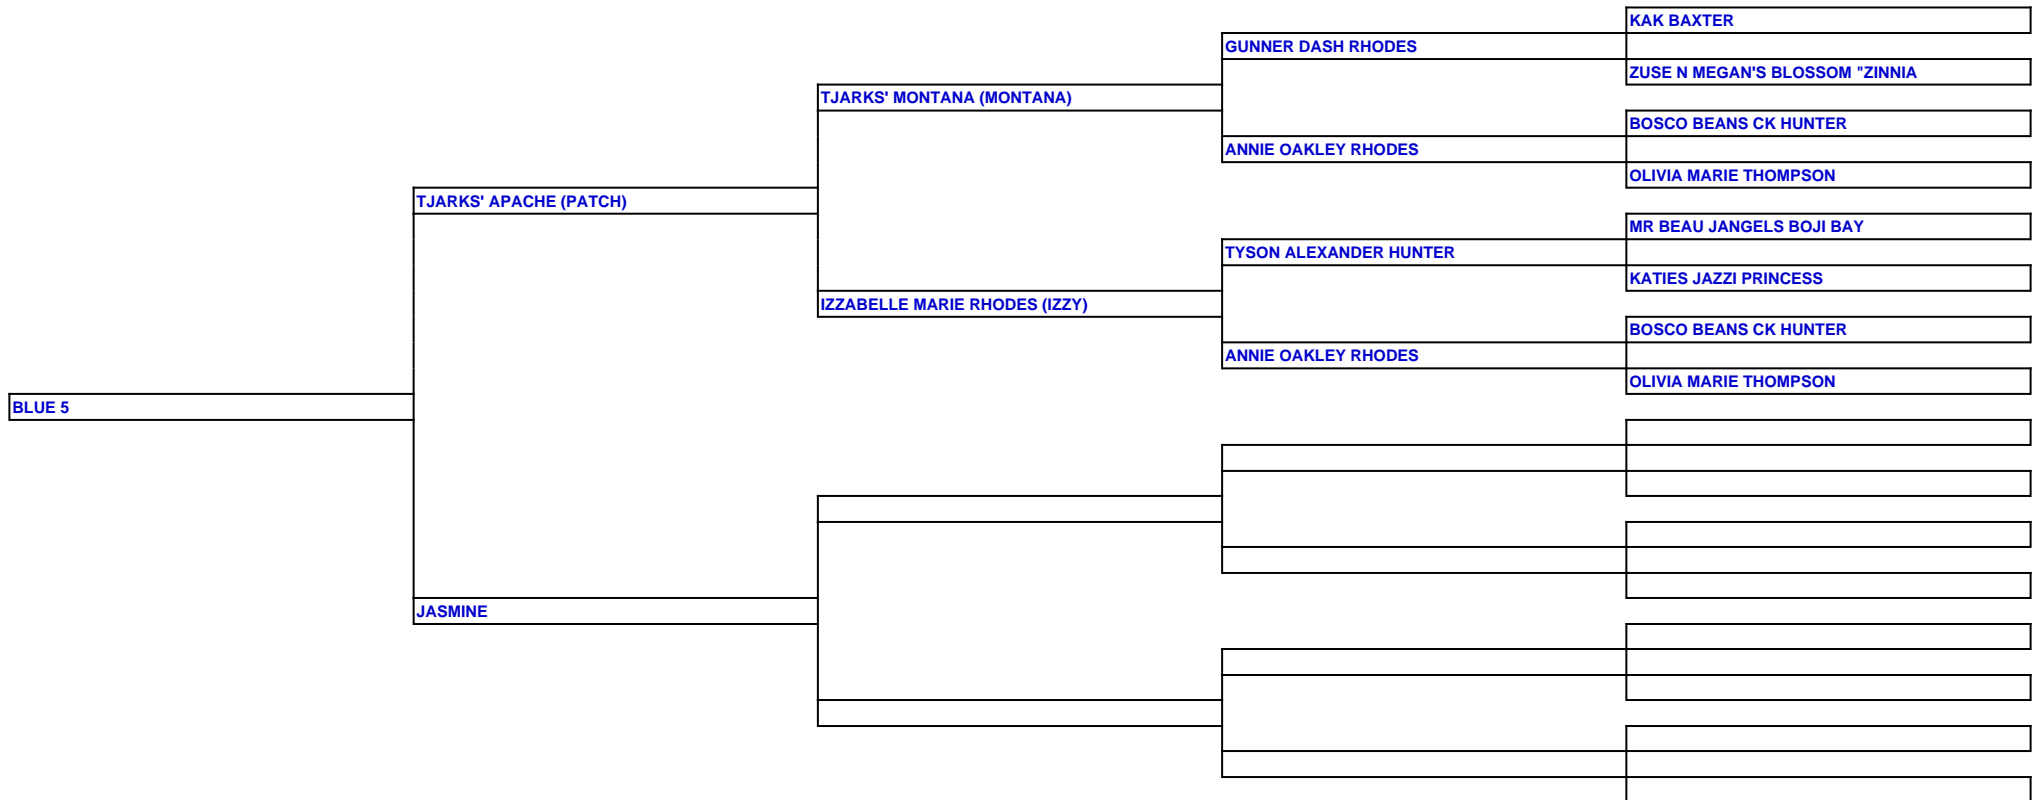 KAK BAXTER
GUNNER DASH RHODES
ZUSE N MEGAN'S BLOSSOM "ZINNIA
TJARKS' MONTANA (MONTANA)
BOSCO BEANS CK HUNTER
ANNIE OAKLEY RHODES
OLIVIA MARIE THOMPSON
TJARKS' APACHE (PATCH)
MR BEAU JANGELS BOJI BAY
TYSON ALEXANDER HUNTER
KATIES JAZZI PRINCESS
IZZABELLE MARIE RHODES (IZZY)
BOSCO BEANS CK HUNTER
ANNIE OAKLEY RHODES
OLIVIA MARIE THOMPSON
BLUE 5
JASMINE